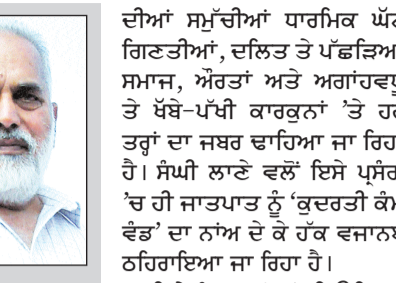 ਦੀਆਂ ਸਮੁੱਚੀਆਂ ਧਾਰਮਿਕ ਘੱਟ
ਗਿਣਤੀਆਂ, ਦਲਿਤ ਤੇ ਪੱਛੜਿਆ
ਸਮਾਜ, ਔਰਤਾਂ ਅਤੇ ਅਗਾਂਹਵਧੂ
ਤੇ ਖੱਬੇ-ਪੱਖੀ ਕਾਰਕੁਨਾਂ ’ਤੇ ਹਰ
ਤਰ੍ਹਾਂ ਦਾ ਜਬਰ ਢਾਹਿਆ ਜਾ ਰਿਹਾ
ਹੈ। ਸੰਘੀ ਲਾਣੇ ਵਲੋਂ ਇਸੇ ਪ੍ਰਸੰਗ
’ਚ ਹੀ ਜਾਤਪਾਤ ਨੂੰ ‘ਕੁਦਰਤੀ ਕੰਮ
ਵੰਡ’ ਦਾ ਨਾਂਅ ਦੇ ਕੇ ਹੱਕ ਵਜਾਨਬ
ਠਹਿਰਾਇਆ ਜਾ ਰਿਹਾ ਹੈ।